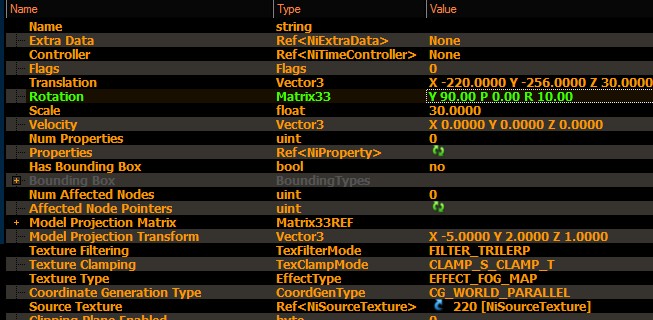 Name Type Value
Name string
Extra Data Ref<NiExtraData> None
Controller Ref<NiTimeController> None
Flags Flags 0
Translation Vector3 X -220.0000 Y -256.0000 Z 30.0000
Rotation Matrix33 Y 90.00 P 0.00 R 10.00
Scale float 30.0000
Velocity Vector3 X 0.0000 Y 0.0000 Z 0.0000
Num Properties uint 0
Properties Ref<NiProperty>
Has Bounding Box bool no
Bounding Box BoundingTypes
Num Affected Nodes uint 0
Affected Node Pointers uint
Model Projection Matrix Matrix33REF
Model Projection Transform Vector3 X -5.0000 Y 2.0000 Z 1.0000
Texture Filtering TexFilterMode FILTER_TRILERP
Texture Clamping TexClampMode CLAMP_S_CLAMP_T
Texture Type EffectType EFFECT_FOG_MAP
Coordinate Generation Type CoordGenType CG_WORLD_PARALLEL
Source Texture Ref<NiSourceTexture> 220 [NiSourceTexture]
Clipping Plane Enabled byte 0